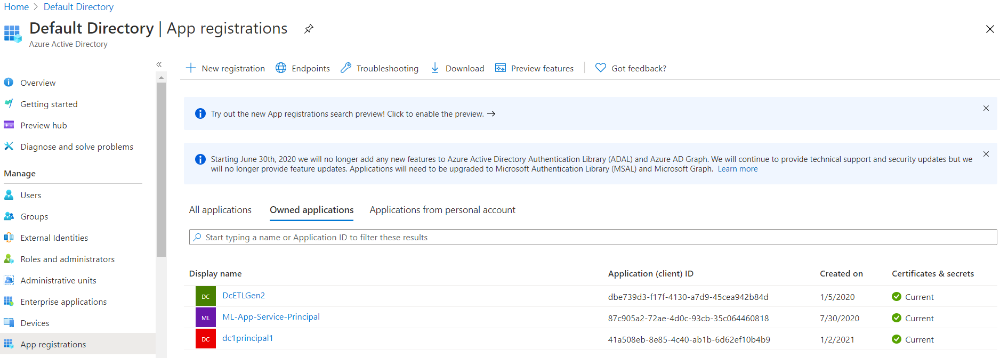 Home > Default Directory
Default Directory | App registrations
Azure Active Directory
«
Overview
Getting started
Preview hub
Diagnose and solve problems
Manage
Users
Groups
External Identities
Roles and administrators
Administrative units
Enterprise applications
Devices
App registrations
New registration Endpoints Troubleshooting Download Preview features Got feedback?
Try out the new App registrations search preview! Click to enable the preview. →
Starting June 30th, 2020 we will no longer add any new features to Azure Active Directory Authentication Library (ADAL) and Azure AD Graph. We will continue to provide technical support and security updates but we
will no longer provide feature updates. Applications will need to be upgraded to Microsoft Authentication Library (MSAL) and Microsoft Graph. Learn more
All applications Owned applications Applications from personal account
Start typing a name or Application ID to filter these results
Display name Application (client) ID Created on Certificates & secrets
DC DcETLGen2 dbe739d3-f17f-4130-a7d9-45cea942b84d 1/5/2020 Current
ML ML-App-Service-Principal 87c905a2-72ae-4d0c-93cb-35c064460818 7/30/2020 Current
DC dc1principal1 41a508eb-8e85-4c40-ab1b-6d62ef10b4b9 1/2/2021 Current